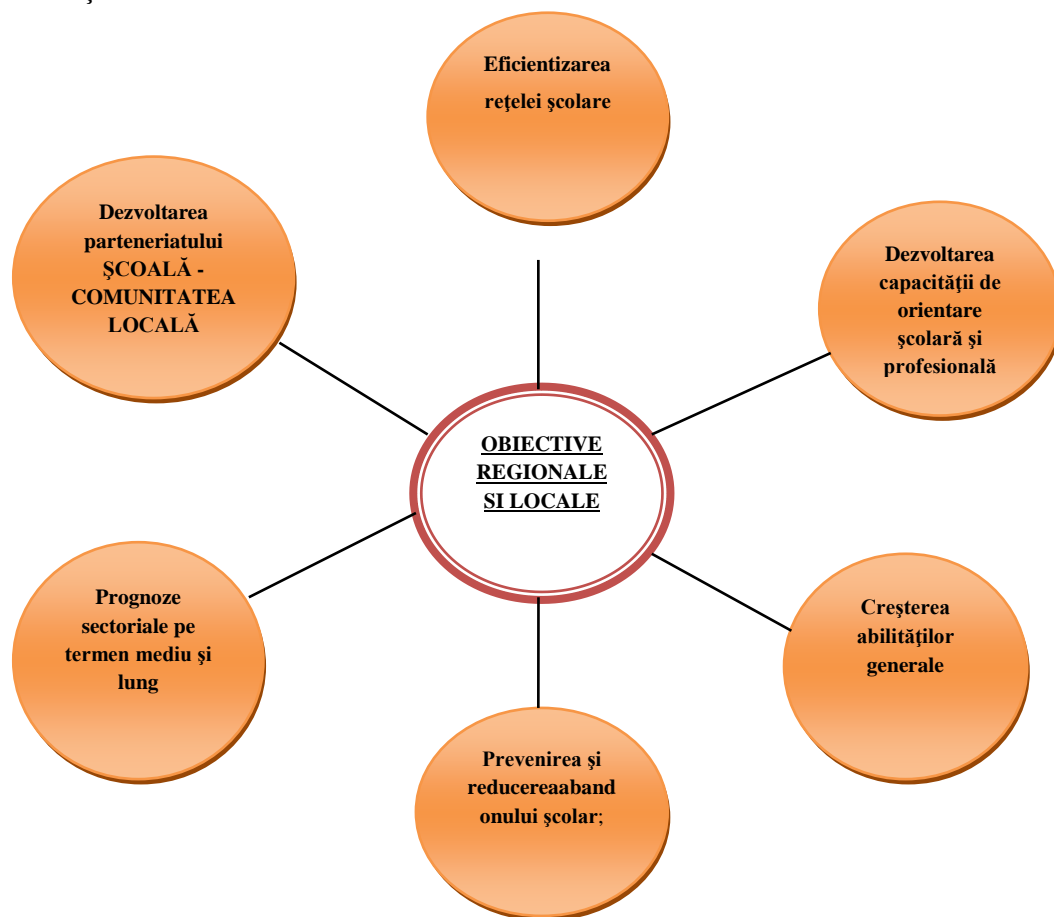 Eficientizarea
reţelei şcolare
Dezvoltarea
parteneriatului
ŞCOALĂ -
COMUNITATEA
LOCALĂ
Dezvoltarea
capacităţii de
orientare
şcolară şi
profesională
OBIECTIVE
REGIONALE
SI LOCALE
Prognoze
sectoriale pe
termen mediu şi
lung
Creşterea
abilităţilor
generale
Prevenirea şi
reducereaaband
onului şcolar;